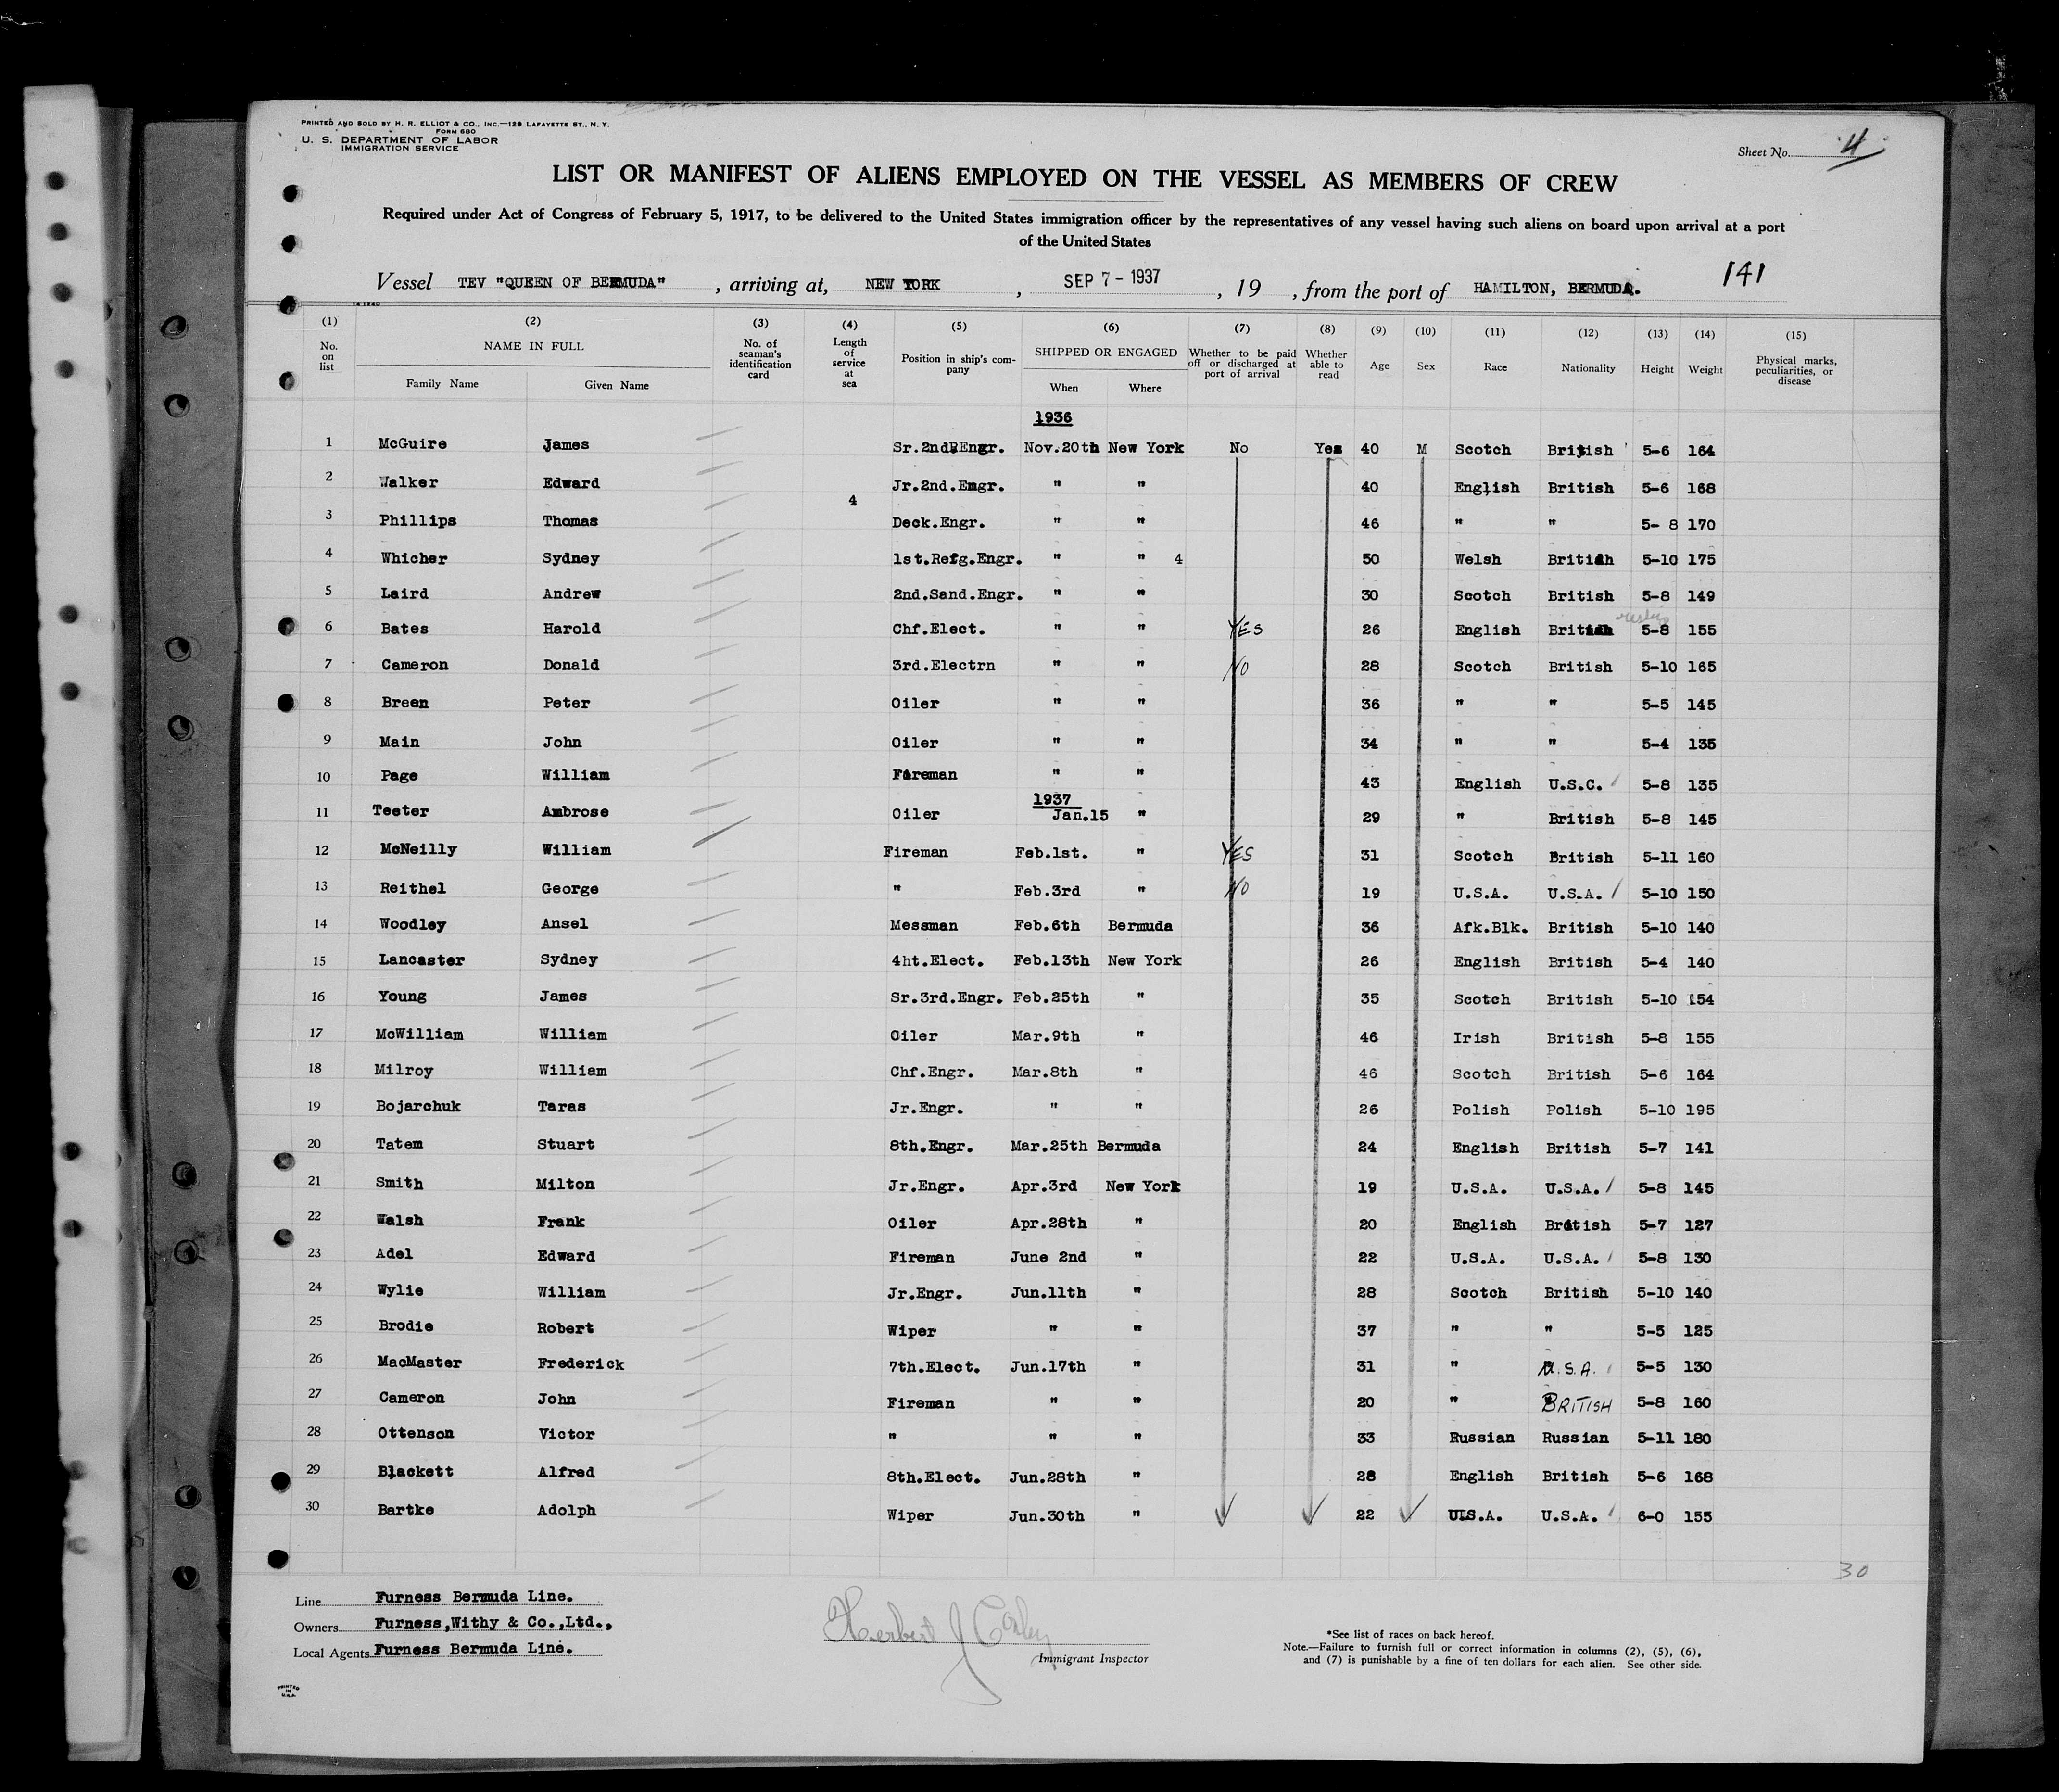 PRINTED AND SOLD BY H. R. ELLIOT & CO., INC.—129 LAFAYETTE ST., N. Y.
FORM 680
U. S. DEPARTMENT OF LABOR
IMMIGRATION SERVICE
Sheet No. 4
LIST OR MANIFEST OF ALIENS EMPLOYED ON THE VESSEL AS MEMBERS OF CREW
Required under Act of Congress of February 5, 1917, to be delivered to the United States immigration officer by the representatives of any vessel having such aliens on board upon arrival at a port
of the United States
141
Vessel TEV "QUEEN OF BERMUDA" , arriving at, NEW YORK , SEP 7 - 1937 , 19 , from the port of HAMILTON, BERMUDA.
(1) (2) (3) (4) (5) (6) (7) (8) (9) (10) (11) (12) (13) (14) (15)
No. on list NAME IN FULL Family Name Given Name No. of seaman's identification card Length of service at sea Position in ship's company SHIPPED OR ENGAGED When Where Whether to be paid off or discharged at port of arrival Whether able to read Age Sex Race Nationality Height Weight Physical marks, peculiarities, or disease
1936
1 McGuire James Sr.2nd.Engr. Nov.20th New York No Yes 40 M Scotch British 5-6 164
2 Walker Edward Jr.2nd.Engr. " " 40 English British 5-6 168
4
3 Phillips Thomas Deck.Engr. " " 46 " " 5- 8 170
4 Whicher Sydney 1st.Refg.Engr. " " 4 50 Welsh British 5-10 175
5 Laird Andrew 2nd.Sand.Engr. " " 30 Scotch British 5-8 149
6 Bates Harold Chf.Elect. " " YES 26 English British 5-8 155
7 Cameron Donald 3rd.Electrn " " No 28 Scotch British 5-10 165
8 Breen Peter Oiler " " 36 " " 5-5 145
9 Main John Oiler " " 34 " " 5-4 135
10 Page William Fireman " " 43 English U.S.C. 5-8 135
1937
11 Teeter Ambrose Oiler Jan.15 " 29 " British 5-8 145
12 McNeilly William Fireman Feb.1st. " YES 31 Scotch British 5-11 160
13 Reithel George " Feb.3rd " No 19 U.S.A. U.S.A. 5-10 150
14 Woodley Ansel Messman Feb.6th Bermuda 36 Afk.Blk. British 5-10 140
15 Lancaster Sydney 4ht.Elect. Feb.13th New York 26 English British 5-4 140
16 Young James Sr.3rd.Engr. Feb.25th " 35 Scotch British 5-10 154
17 McWilliam William Oiler Mar.9th " 46 Irish British 5-8 155
18 Milroy William Chf.Engr. Mar.8th " 46 Scotch British 5-6 164
19 Bojarchuk Taras Jr.Engr. " " 26 Polish Polish 5-10 195
20 Tatem Stuart 8th.Engr. Mar.25th Bermuda 24 English British 5-7 141
21 Smith Milton Jr.Engr. Apr.3rd New York 19 U.S.A. U.S.A. 5-8 145
22 Walsh Frank Oiler Apr.28th " 20 English British 5-7 127
23 Adel Edward Fireman June 2nd " 22 U.S.A. U.S.A. 5-8 130
24 Wylie William Jr.Engr. Jun.11th " 28 Scotch British 5-10 140
25 Brodie Robert Wiper " " 37 " " 5-5 125
26 MacMaster Frederick 7th.Elect. Jun.17th " 31 " U.S.A. 5-5 130
27 Cameron John Fireman " " 20 " BRITISH 5-8 160
28 Ottenson Victor " " " 33 Russian Russian 5-11 180
29 Blackett Alfred 8th.Elect. Jun.28th " 28 English British 5-6 168
30 Bartke Adolph Wiper Jun.30th " 22 U.S.A. U.S.A. 6-0 155
30
Line Furness Bermuda Line.
Owners Furness,Withy & Co.,Ltd.,
Local Agents Furness Bermuda Line.
Herbert J
Immigrant Inspector
*See list of races on back hereof.
Note.—Failure to furnish full or correct information in columns (2), (5), (6),
and (7) is punishable by a fine of ten dollars for each alien. See other side.
PRINTED
IN
U.S.A.